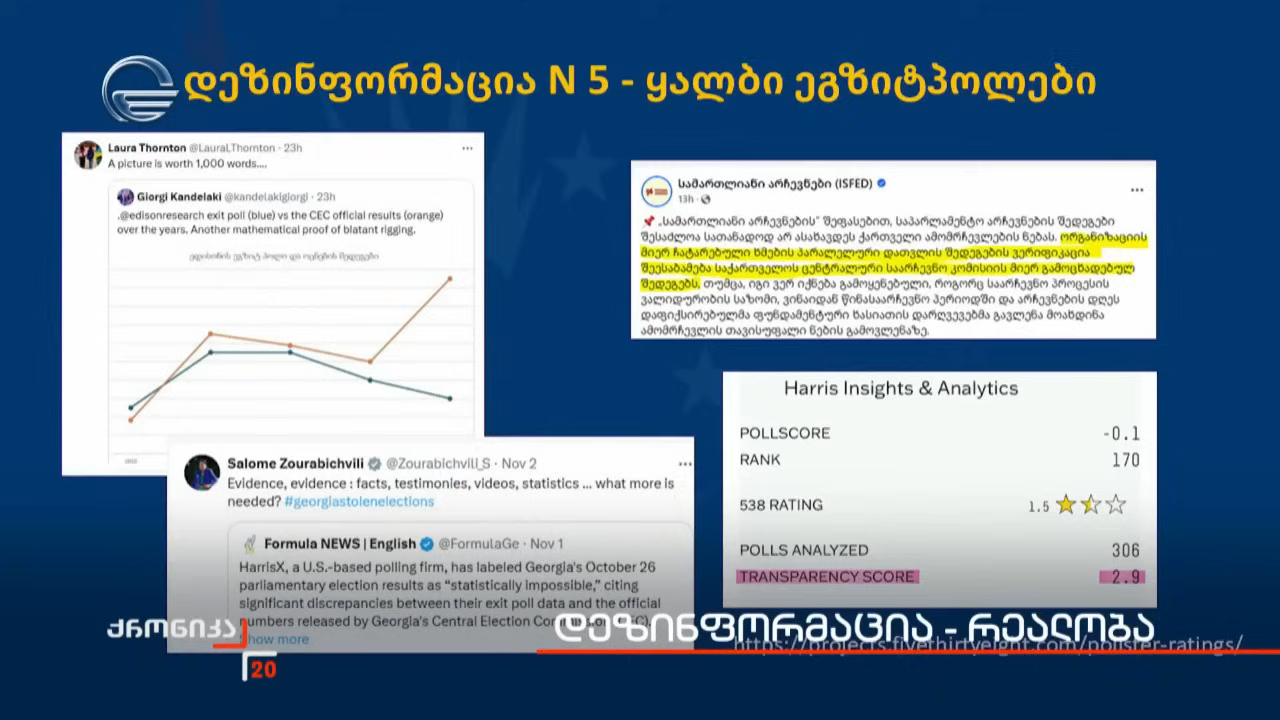 დეზინფორმაცია N 5 - ყალბი ეგზიტპოლები
Laura Thornton @LauraLThornton · 23h
A picture is worth 1,000 words....
Giorgi Kandelaki @kandelakigiorgi · 23h
.@edisonresearch exit poll (blue) vs the CEC official results (orange)
over the years. Another mathematical proof of blatant rigging.
ედისონის ეგზიტ პოლი და ოცნების შედეგები
Salome Zourabichvili @Zourabichvili_S · Nov 2
Evidence, evidence : facts, testimonies, videos, statistics ... what more is
needed? #georgiastolenelections
Formula NEWS | English @FormulaGe · Nov 1
HarrisX, a U.S.-based polling firm, has labeled Georgia's October 26
parliamentary election results as "statistically impossible," citing
significant discrepancies between their exit poll data and the official
numbers released by Georgia's Central Election
Show more
სამართლიანი არჩევნები (ISFED)
13h ·
📌 „სამართლიანი არჩევნების" შეფასებით, საპარლამენტო არჩევნების შედეგები
შესაძლოა სათანადოდ არ ასახავდეს ქართველი ამომრჩევლების ნებას. ორგანიზაციის
მიერ ჩატარებული ხმების პარალელური დათვლის შედეგების ვერიფიკაცია
შეესაბამება საქართველოს ცენტრალური საარჩევნო კომისიის მიერ გამოცხადებულ
შედეგებს, თუმცა, იგი ვერ იქნება გამოყენებული, როგორც საარჩევნო პროცესის
ვალიდურობის საზომი, ვინაიდან წინასაარჩევნო პერიოდში და არჩევნების დღეს
დაფიქსირებულმა ფუნდამენტური ხასიათის დარღვევებმა გავლენა მოახდინა
ამომრჩევლის თავისუფალი ნების გამოვლენაზე.
Harris Insights & Analytics
POLLSCORE -0.1
RANK 170
538 RATING 1.5
POLLS ANALYZED 306
TRANSPARENCY SCORE 2.9
https://projects.fivethirtyeight.com/pollster-ratings/
ქრონიკა
20
დეზინფორმაცია - რეალობა